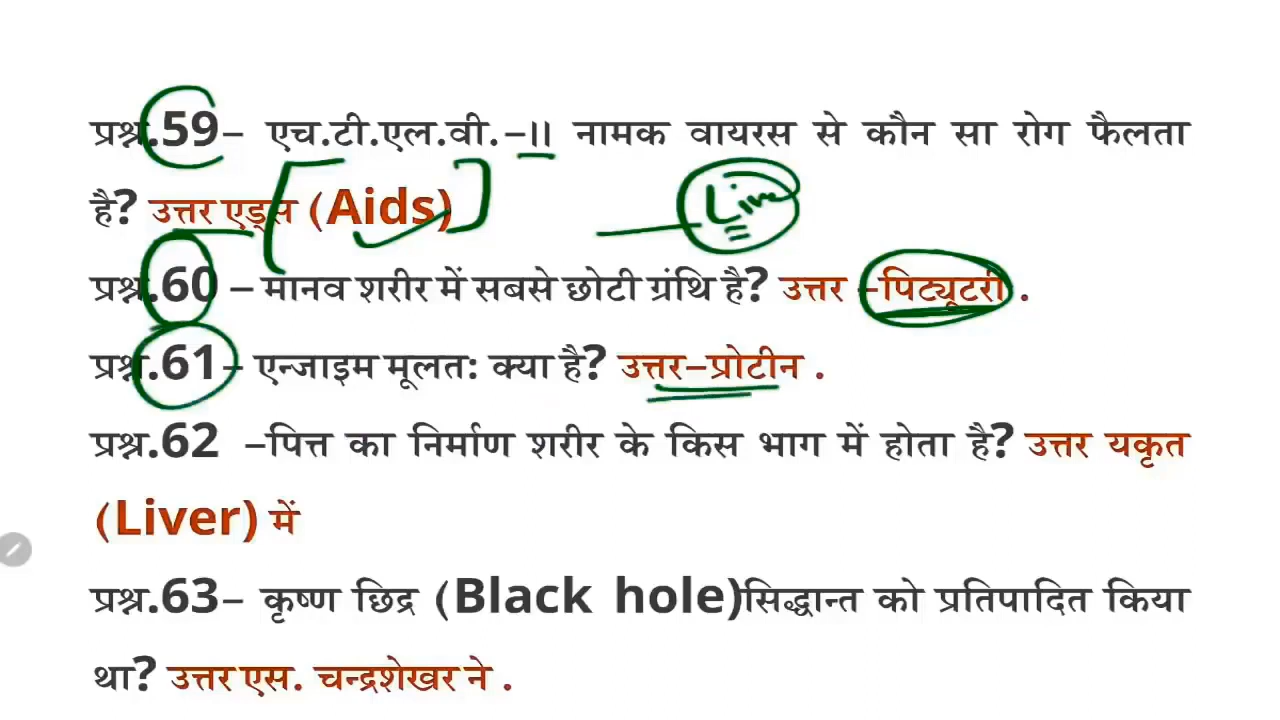 प्रश्न.59– एच.टी.एल.वी.–।। नामक वायरस से कौन सा रोग फैलता
है? उत्तर एड्स (Aids)
Live
प्रश्न.60 – मानव शरीर में सबसे छोटी ग्रंथि है? उत्तर –पिट्यूटरी .
प्रश्न.61– एन्जाइम मूलत: क्या है? उत्तर–प्रोटीन .
प्रश्न.62 –पित्त का निर्माण शरीर के किस भाग में होता है? उत्तर यकृत
(Liver) में
प्रश्न.63– कृष्ण छिद्र (Black hole)सिद्धान्त को प्रतिपादित किया
था? उत्तर एस. चन्द्रशेखर ने .